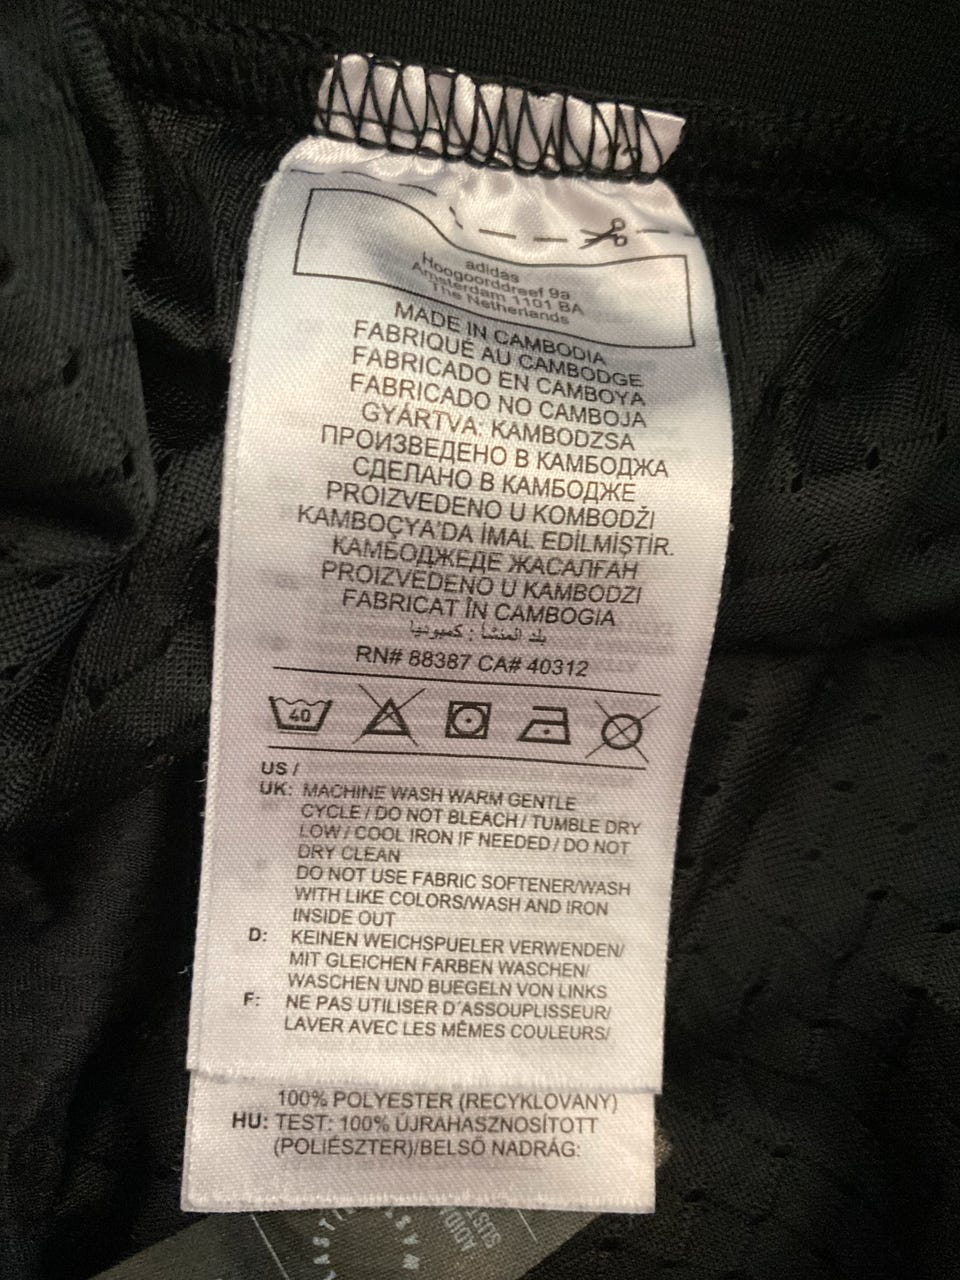 adidas
Hoogoorddreef 9a
Amsterdam 1101 BA
The Netherlands
MADE IN CAMBODIA
FABRIQUÉ AU CAMBODGE
FABRICADO EN CAMBOYA
FABRICADO NO CAMBOJA
GYÁRTVA: KAMBODZSA
ПРОИЗВЕДЕНО В КАМБОДЖА
СДЕЛАНО В КАМБОДЖЕ
PROIZVEDENO U KOMBODŽI
KAMBOÇYA'DA İMAL EDİLMİŞTİR.
КАМБОДЖЕДЕ ЖАСАЛҒАН
PROIZVEDENO U KAMBODZI
FABRICAT ÎN CAMBOGIA
بلد المنشأ : كمبوديا
RN# 88387 CA# 40312
40
US /
UK: MACHINE WASH WARM GENTLE
CYCLE / DO NOT BLEACH / TUMBLE DRY
LOW / COOL IRON IF NEEDED / DO NOT
DRY CLEAN
DO NOT USE FABRIC SOFTENER/WASH
WITH LIKE COLORS/WASH AND IRON
INSIDE OUT
D: KEINEN WEICHSPUELER VERWENDEN/
MIT GLEICHEN FARBEN WASCHEN/
WASCHEN UND BUEGELN VON LINKS
F: NE PAS UTILISER D´ASSOUPLISSEUR/
LAVER AVEC LES MÊMES COULEURS/
100% POLYESTER (RECYKLOVANÝ)
HU: TEST: 100% ÚJRAHASZNOSÍTOTT
(POLIÉSZTER)/BELSŐ NADRÁG: